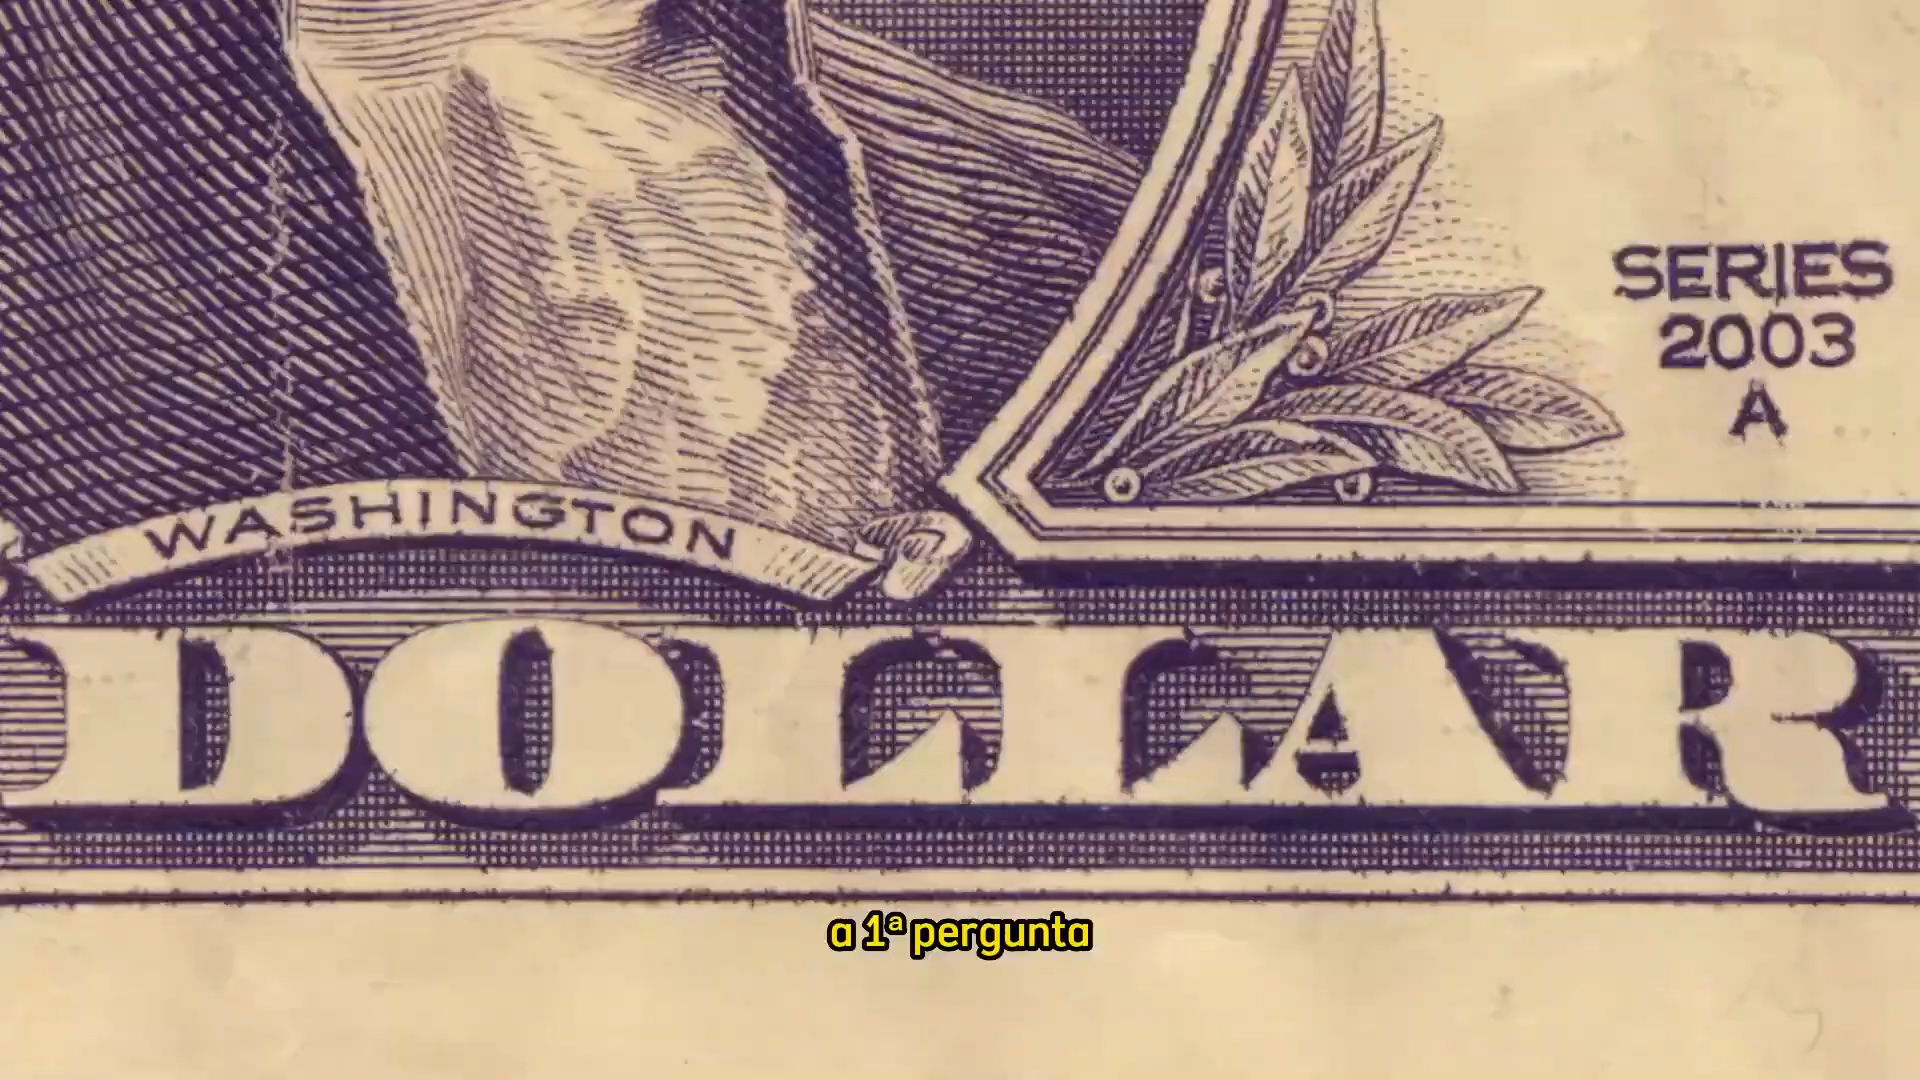 SERIES
2003
A
WASHINGTON
DOLLAR
a 1ª pergunta